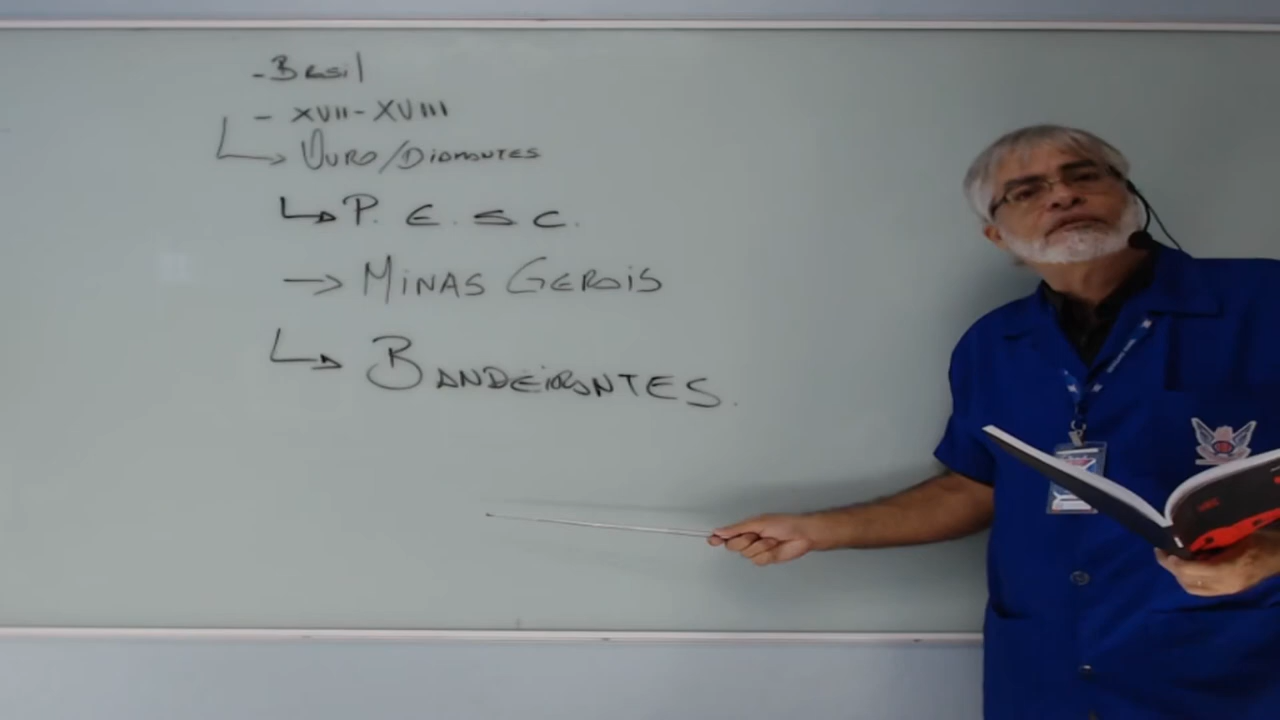 - Brasil
- XVII - XVIII
→ OURO/DIAMANTES
→ P. E. S C.
→ MINAS GERAIS
→ BANDEIRANTES.